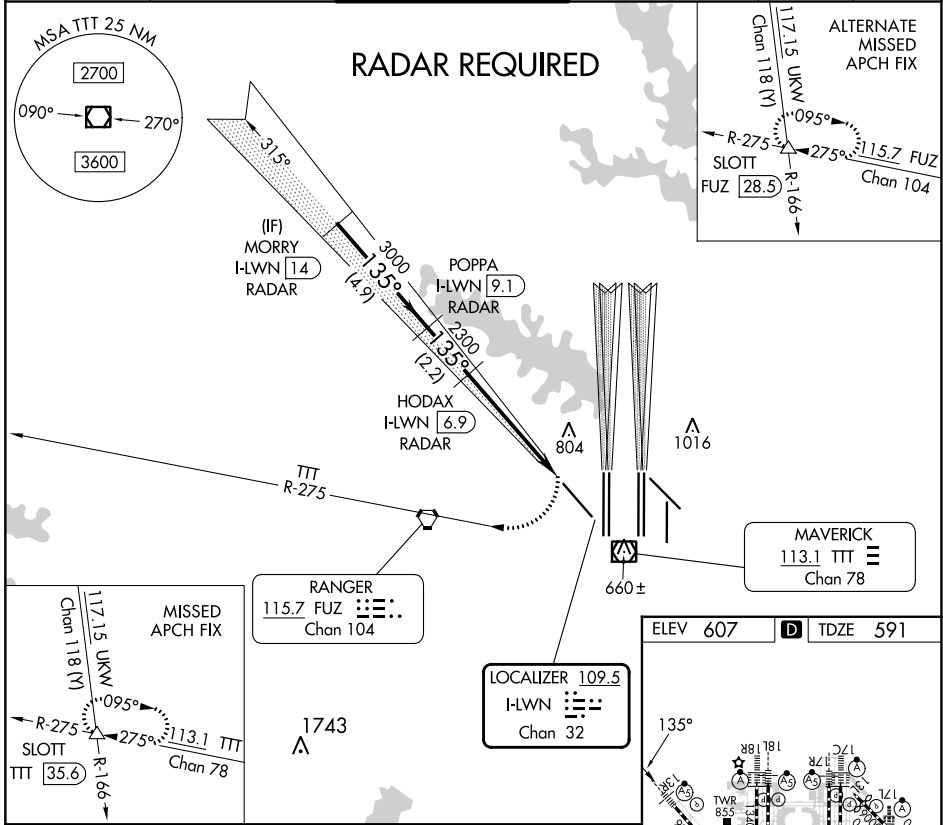 MSA TTT 25 NM
2700
090°
270°
3600
RADAR REQUIRED
ALTERNATE
MISSED
APCH FIX
117.15 UKW
Chan 118 (Y)
095°
R-275
275°
115.7 FUZ
Chan 104
SLOTT
FUZ 28.5
R-166
315°
(IF)
MORRY
I-LWN 14
RADAR
3000
135°
(4.9)
POPPA
I-LWN 9.1
RADAR
2300
135°
(2.2)
HODAX
I-LWN 6.9
RADAR
804
1016
TTT
R-275
MAVERICK
113.1 TTT
Chan 78
660 ±
RANGER
115.7 FUZ
Chan 104
LOCALIZER 109.5
I-LWN
Chan 32
MISSED
APCH FIX
117.15 UKW
Chan 118 (Y)
095°
R-275
275°
113.1 TTT
Chan 78
SLOTT
TTT 35.6
R-166
1743
ELEV 607
D
TDZE 591
135°
18R
18L
17R
17C
17L
13R
A
A5
A5
A
A5
A
P
P
P
P
TWR
855